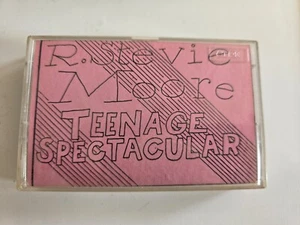 R. Stevie
Moore
TEENAGE
SPECTACULAR